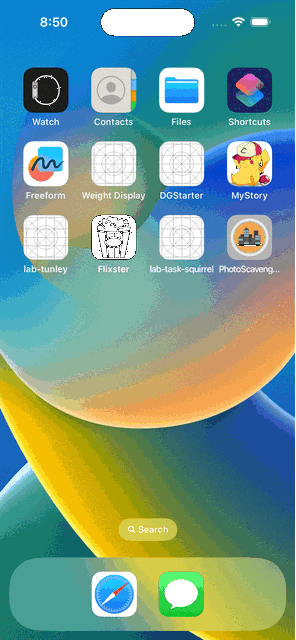 8:50
Watch Contacts Files Shortcuts
Freeform Weight Display DGStarter MyStory
lab-tunley Flixster lab-task-squirrel PhotoScaveng...
Search